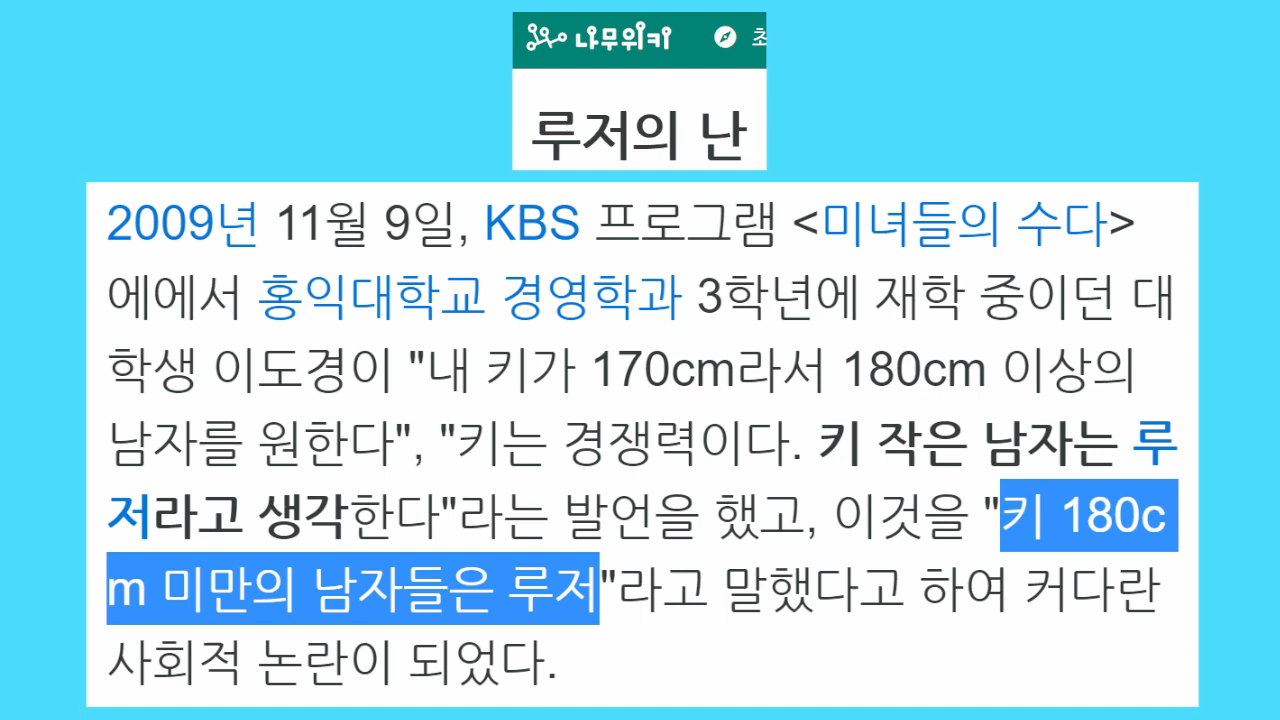 나무위키 초
루저의 난
2009년 11월 9일, KBS 프로그램 <미녀들의 수다>
에에서 홍익대학교 경영학과 3학년에 재학 중이던 대
학생 이도경이 "내 키가 170cm라서 180cm 이상의
남자를 원한다", "키는 경쟁력이다. 키 작은 남자는 루
저라고 생각한다"라는 발언을 했고, 이것을 "키 180c
m 미만의 남자들은 루저"라고 말했다고 하여 커다란
사회적 논란이 되었다.